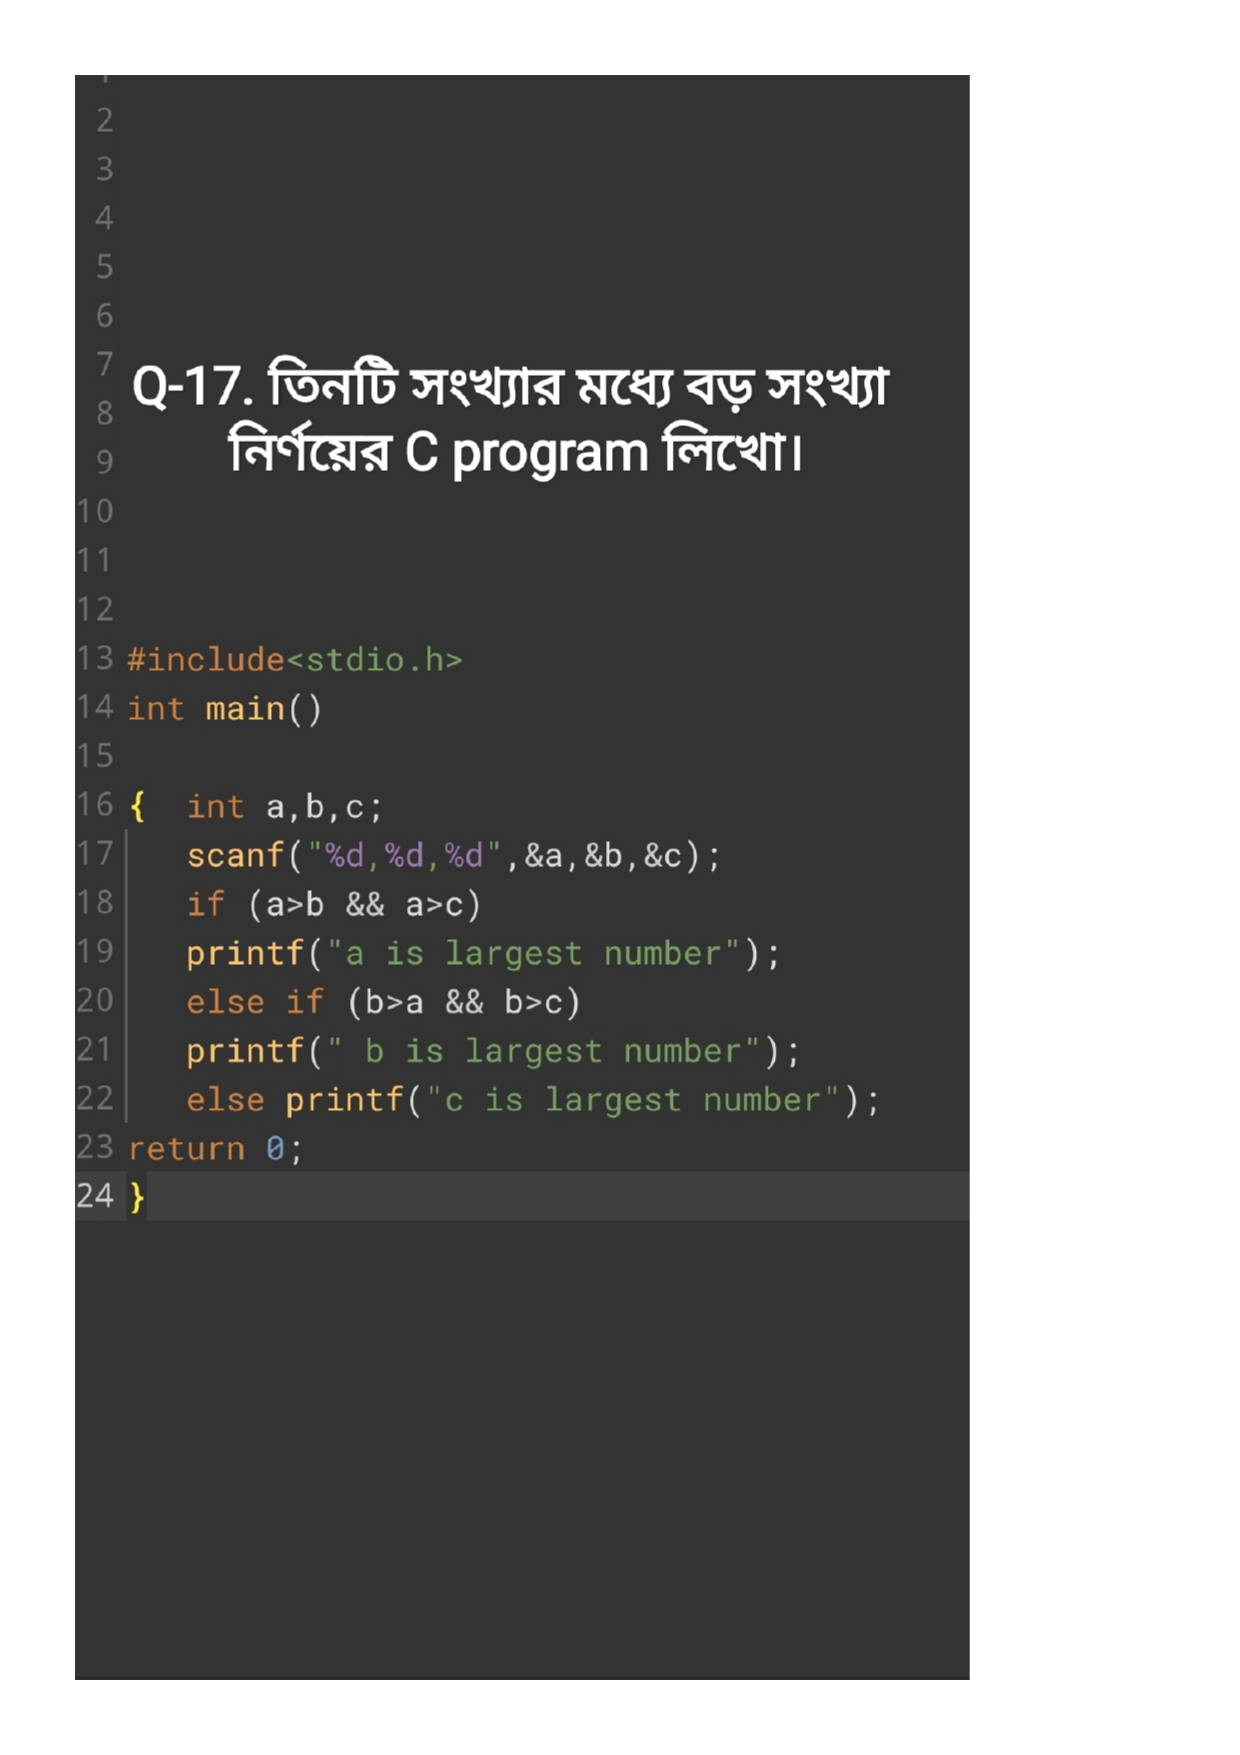 2
3
4
5
6
7
Q-17. তিনটি সংখ্যার মধ্যে বড় সংখ্যা
8
নির্ণয়ের C program লিখো।
9
10
11
12
13 #include<stdio.h>
14 int main()
15
16 {  int a,b,c;
17    scanf("%d,%d,%d",&a,&b,&c);
18    if (a>b && a>c)
19    printf("a is largest number");
20    else if (b>a && b>c)
21    printf(" b is largest number");
22    else printf("c is largest number");
23 return 0;
24 }